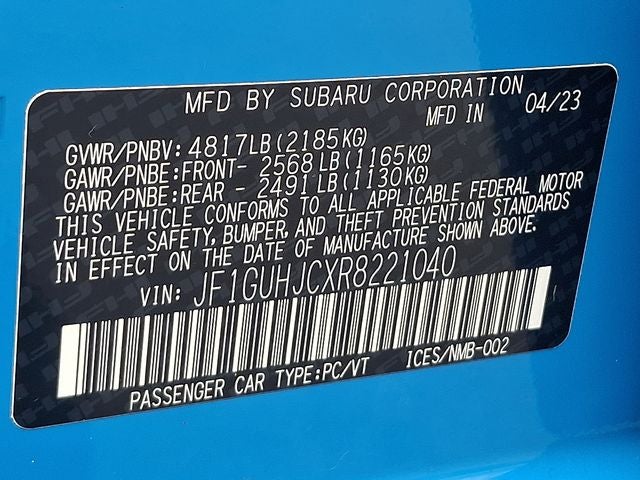 MFD BY SUBARU CORPORATION
MFD IN 04/23
GVWR/PNBV: 4817LB(2185KG)
GAWR/PNBE:FRONT- 2568LB(1165KG)
GAWR/PNBE:REAR - 2491LB(1130KG)
THIS VEHICLE CONFORMS TO ALL APPLICABLE FEDERAL MOTOR
VEHICLE SAFETY, BUMPER, AND THEFT PREVENTION STANDARDS
IN EFFECT ON THE DATE OF MANUFACTURE SHOWN ABOVE.
VIN: JF1GUHJCXR8221040
PASSENGER CAR TYPE:PC/VT ICES/NMB-002